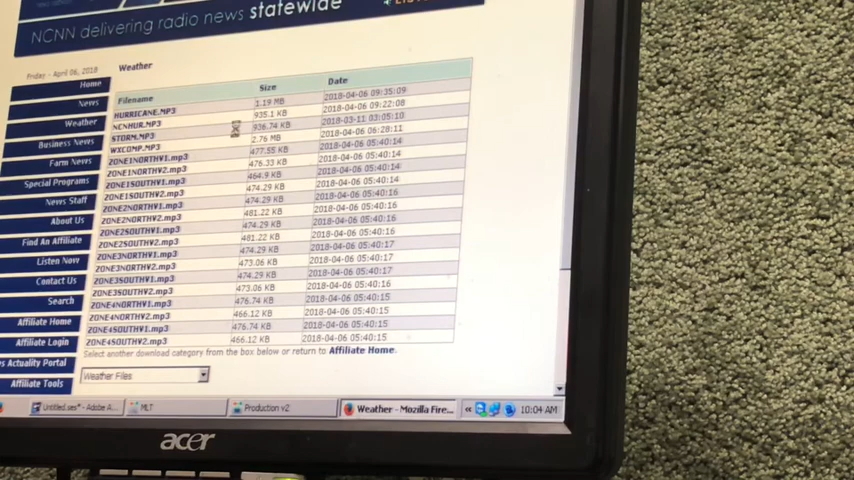 NCNN delivering radio news statewide
Friday - April 06, 2018
Weather
Home
News
Weather
Business News
Farm News
Special Programs
News Staff
About Us
Find An Affiliate
Listen Now
Contact Us
Search
Affiliate Home
Affiliate Login
s Actuality Portal
Affiliate Tools
Filename Size Date
HURRICANE.MP3 1.19 MB 2018-04-06 09:35:09
NCNHUR.MP3 935.1 KB 2018-04-06 09:22:08
STORM.MP3 936.74 KB 2018-03-11 03:05:10
WXCOMP.MP3 2.76 MB 2018-04-06 06:28:11
ZONE1NORTHV1.mp3 477.55 KB 2018-04-06 05:40:14
ZONE1NORTHV2.mp3 476.33 KB 2018-04-06 05:40:14
ZONE1SOUTHV1.mp3 464.9 KB 2018-04-06 05:40:14
ZONE1SOUTHV2.mp3 474.29 KB 2018-04-06 05:40:14
ZONE2NORTHV1.mp3 474.29 KB 2018-04-06 05:40:16
ZONE2NORTHV2.mp3 481.22 KB 2018-04-06 05:40:16
ZONE2SOUTHV1.mp3 474.29 KB 2018-04-06 05:40:16
ZONE2SOUTHV2.mp3 481.22 KB 2018-04-06 05:40:16
ZONE3NORTHV1.mp3 474.29 KB 2018-04-06 05:40:17
ZONE3NORTHV2.mp3 473.06 KB 2018-04-06 05:40:17
ZONE3SOUTHV1.mp3 474.29 KB 2018-04-06 05:40:17
ZONE3SOUTHV2.mp3 473.06 KB 2018-04-06 05:40:16
ZONE4NORTHV1.mp3 476.74 KB 2018-04-06 05:40:15
ZONE4NORTHV2.mp3 466.12 KB 2018-04-06 05:40:15
ZONE4SOUTHV1.mp3 476.74 KB 2018-04-06 05:40:15
ZONE4SOUTHV2.mp3 466.12 KB 2018-04-06 05:40:15
Select another download category from the box below or return to Affiliate Home.
Weather Files
Untitled.ses* - Adobe A... MLT Production v2 Weather - Mozilla Fire... « 10:04 AM
acer